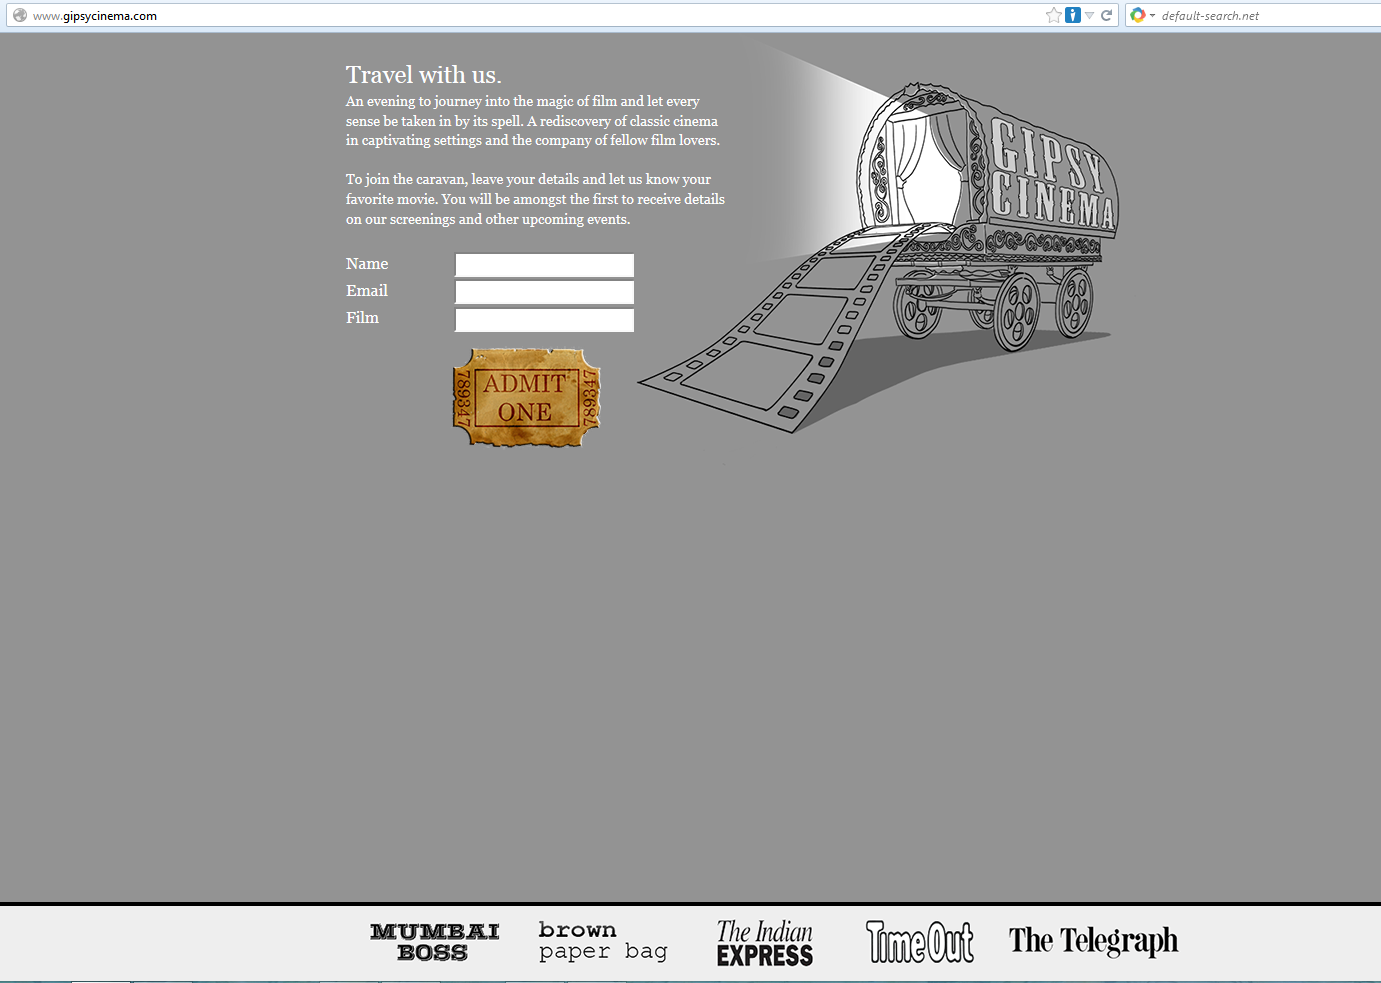 www.gipsycinema.com
default-search.net
Travel with us.
An evening to journey into the magic of film and let every
sense be taken in by its spell. A rediscovery of classic cinema
in captivating settings and the company of fellow film lovers.
To join the caravan, leave your details and let us know your
favorite movie. You will be amongst the first to receive details
on our screenings and other upcoming events.
Name
Email
Film
789347
ADMIT
ONE
789347
GIPSY
CINEMA
MUMBAI
BOSS
brown
paper bag
The Indian
EXPRESS
TimeOut
The Telegraph